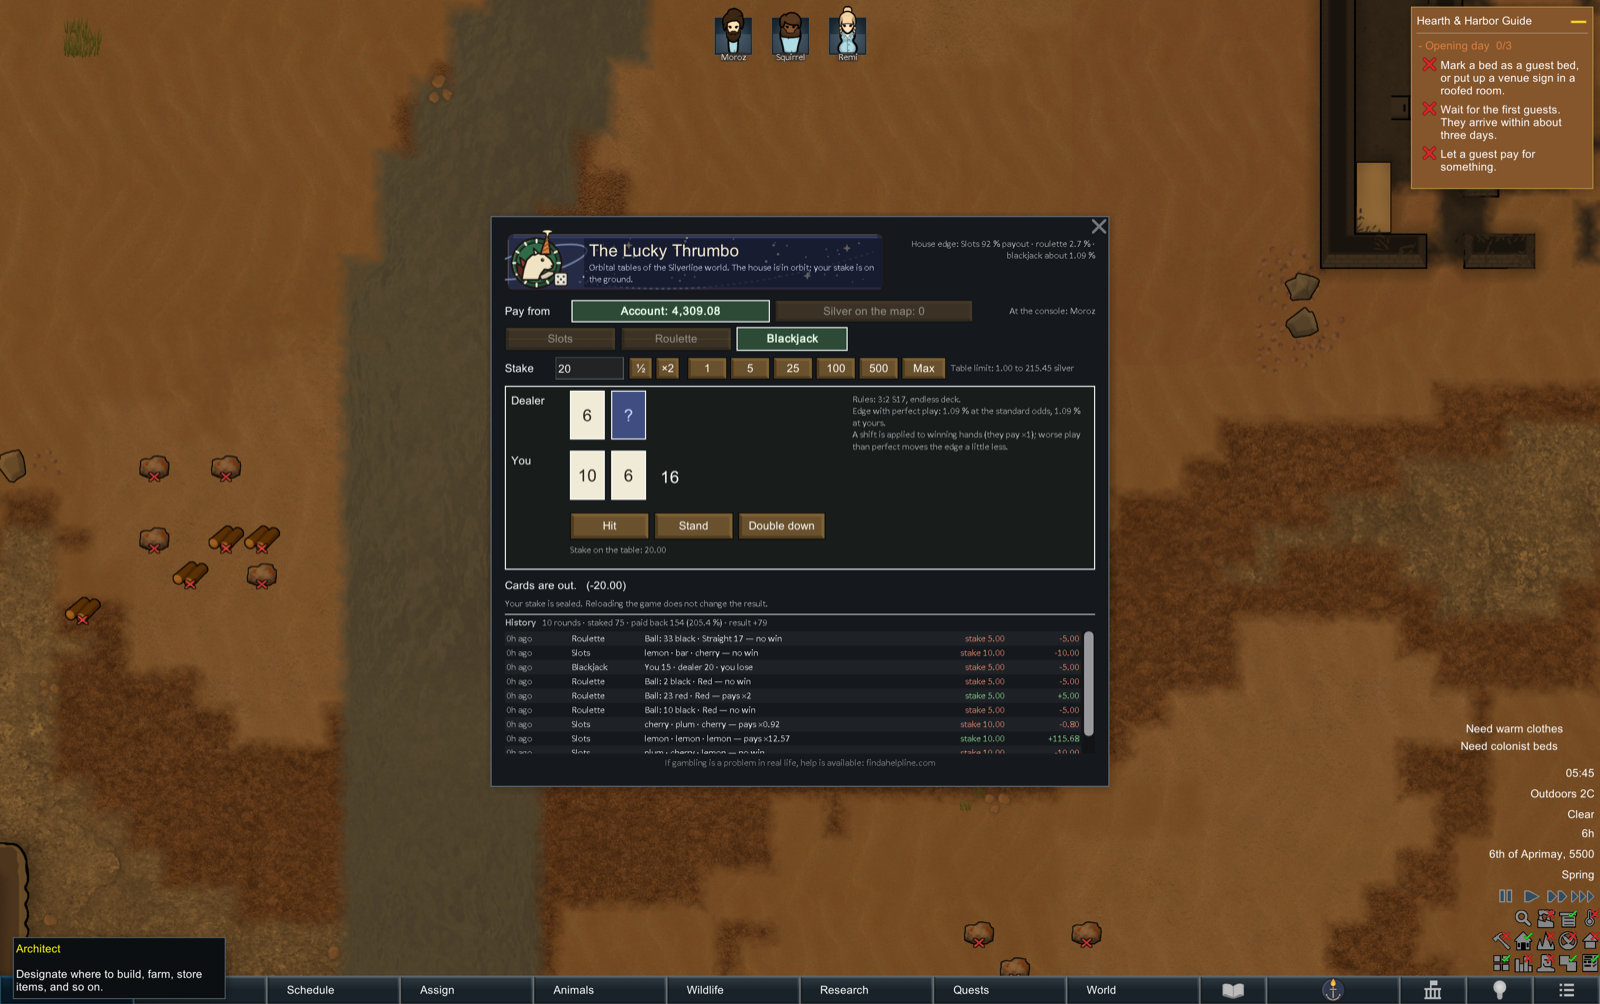 Moroz
Squirrel
Remi
Hearth & Harbor Guide
- Opening day 0/3
Mark a bed as a guest bed,
or put up a venue sign in a
roofed room.
Wait for the first guests.
They arrive within about
three days.
Let a guest pay for
something.
The Lucky Thrumbo
Orbital tables of the Silverline world. The house is in orbit; your stake is on
the ground.
House edge: Slots 92 % payout · roulette 2.7 % ·
blackjack about 1.09 %
Pay from
Account: 4,309.08
Silver on the map: 0
At the console: Moroz
Slots
Roulette
Blackjack
Stake
20
½
×2
1
5
25
100
500
Max
Table limit: 1.00 to 215.45 silver
Dealer
6
?
Rules: 3:2 S17, endless deck.
Edge with perfect play: 1.09 % at the standard odds, 1.09 %
at yours.
A shift is applied to winning hands (they pay ×1); worse play
than perfect moves the edge a little less.
You
10
6
16
Hit
Stand
Double down
Stake on the table: 20.00
Cards are out. (-20.00)
Your stake is sealed. Reloading the game does not change the result.
History 10 rounds · staked 75 · paid back 154 (205.4 %) · result +79
0h ago Roulette Ball: 33 black · Straight 17 — no win stake 5.00 -5.00
0h ago Slots lemon · bar · cherry — no win stake 10.00 -10.00
0h ago Blackjack You 15 · dealer 20 · you lose stake 5.00 -5.00
0h ago Roulette Ball: 2 black · Red — no win stake 5.00 -5.00
0h ago Roulette Ball: 23 red · Red — pays ×2 stake 5.00 +5.00
0h ago Roulette Ball: 10 black · Red — no win stake 5.00 -5.00
0h ago Slots cherry · plum · cherry — pays ×0.92 stake 10.00 -0.80
0h ago Slots lemon · lemon · lemon — pays ×12.57 stake 10.00 +115.68
0h ago Slots plum · cherry · lemon — no win stake 10.00 -10.00
If gambling is a problem in real life, help is available: findahelpline.com
Need warm clothes
Need colonist beds
05:45
Outdoors 2C
Clear
6h
6th of Aprimay, 5500
Spring
Architect
Designate where to build, farm, store
items, and so on.
Schedule
Assign
Animals
Wildlife
Research
Quests
World